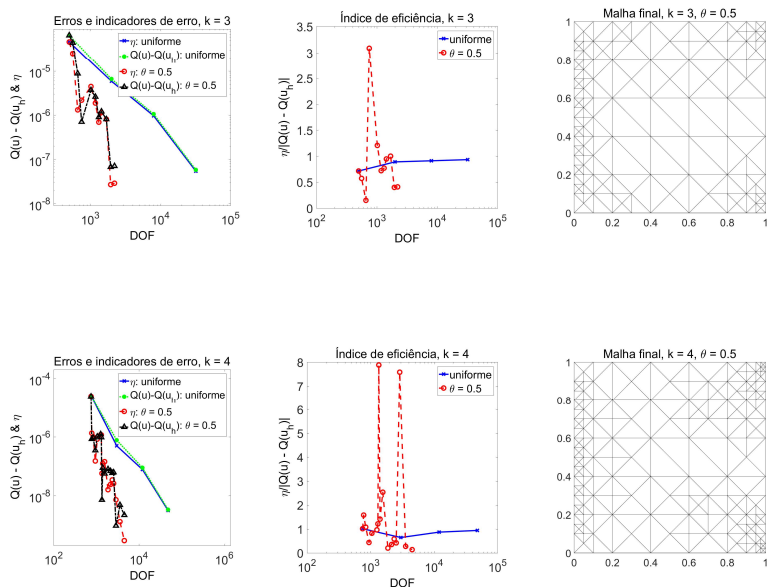 Erros e indicadores de erro, k = 3
Q(u) - Q(u_h) & η
10^-5
10^-6
10^-7
10^-8
10^3
10^4
10^5
DOF
η: uniforme
Q(u)-Q(u_h): uniforme
η: θ = 0.5
Q(u)-Q(u_h): θ = 0.5
Índice de eficiência, k = 3
η/|Q(u) - Q(u_h)|
3.5
3
2.5
2
1.5
1
0.5
0
10^2
10^3
10^4
10^5
DOF
uniforme
θ = 0.5
Malha final, k = 3, θ = 0.5
1
0.8
0.6
0.4
0.2
0
0
0.2
0.4
0.6
0.8
1
Erros e indicadores de erro, k = 4
Q(u) - Q(u_h) & η
10^-4
10^-6
10^-8
10^2
10^4
10^6
DOF
η: uniforme
Q(u)-Q(u_h): uniforme
η: θ = 0.5
Q(u)-Q(u_h): θ = 0.5
Índice de eficiência, k = 4
η/|Q(u) - Q(u_h)|
8
7
6
5
4
3
2
1
0
10^2
10^3
10^4
10^5
DOF
uniforme
θ = 0.5
Malha final, k = 4, θ = 0.5
1
0.8
0.6
0.4
0.2
0
0
0.2
0.4
0.6
0.8
1